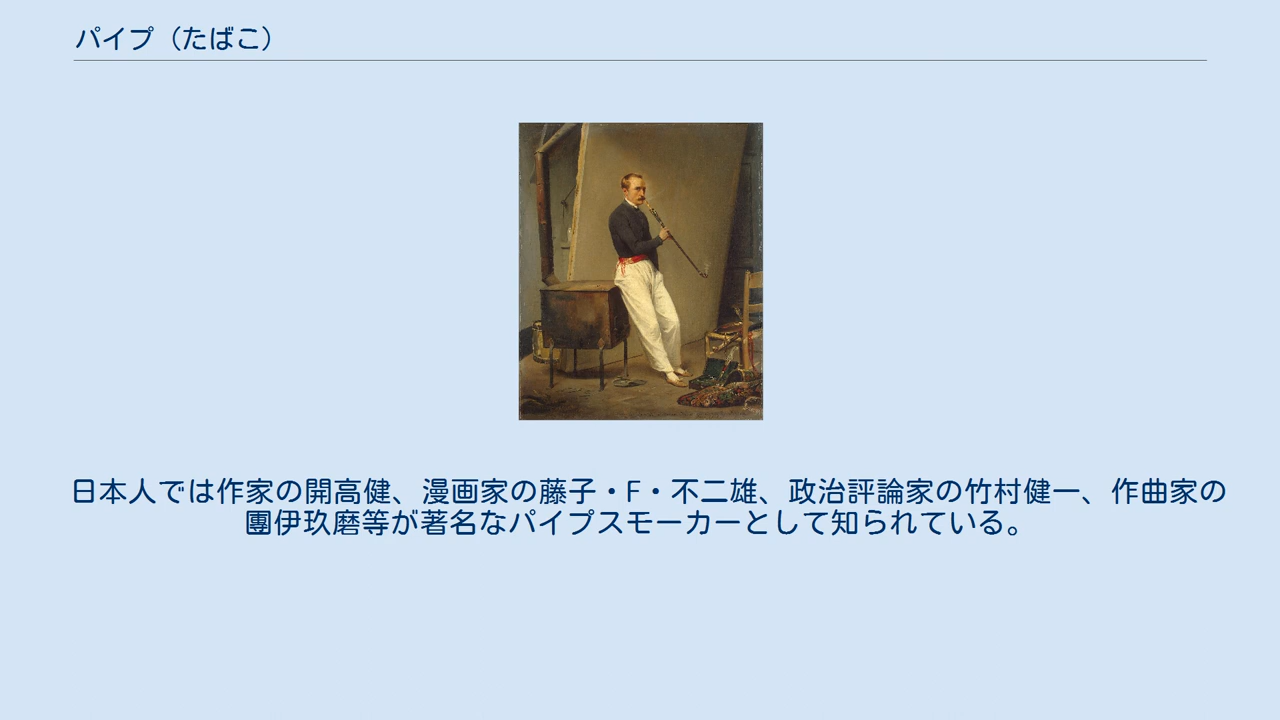 パイプ（たばこ）
日本人では作家の開高健、漫画家の藤子・F・不二雄、政治評論家の竹村健一、作曲家の
團伊玖磨等が著名なパイプスモーカーとして知られている。